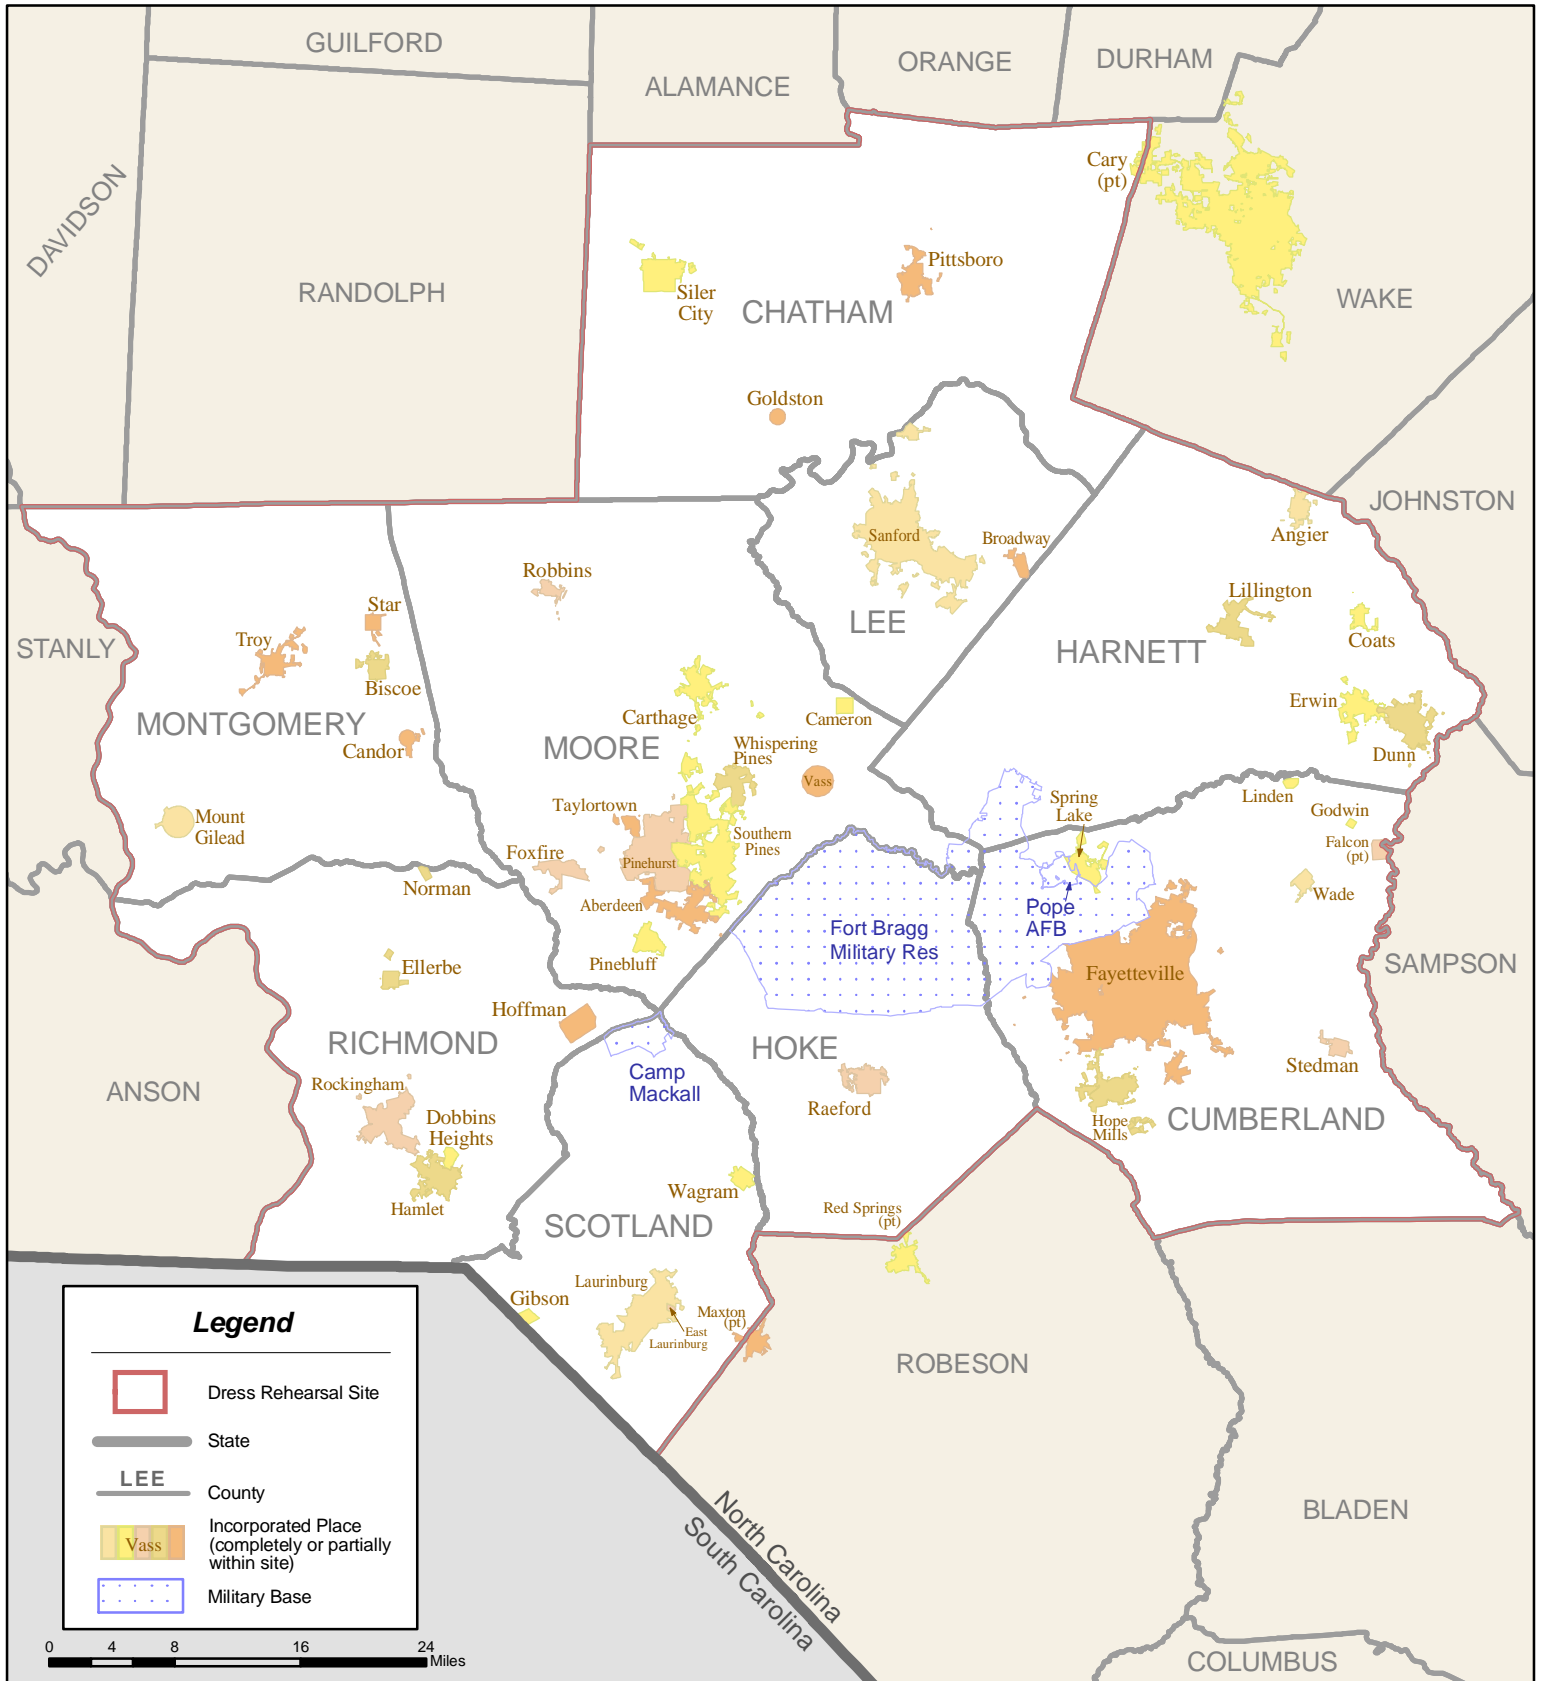 GUILFORD
ALAMANCE
ORANGE
DURHAM
DAVIDSON
RANDOLPH
Cary
(pt)
WAKE
Siler
City
Pittsboro
CHATHAM
Goldston
JOHNSTON
Sanford
Broadway
Angier
LEE
Robbins
Lillington
Coats
HARNETT
STANLY
Star
Troy
Biscoe
MONTGOMERY
Candor
Mount
Gilead
Carthage
MOORE
Cameron
Whispering
Pines
Vass
Taylortown
Southern
Pines
Foxfire
Pinehurst
Aberdeen
Pinebluff
Erwin
Dunn
Linden
Godwin
Falcon
(pt)
Spring
Lake
Wade
Norman
Ellerbe
Hoffman
Pope
AFB
Fort Bragg
Military Res
Fayetteville
SAMPSON
RICHMOND
HOKE
Stedman
Camp
Mackall
ANSON
Rockingham
Dobbins
Heights
Raeford
Hope
Mills
CUMBERLAND
Hamlet
Wagram
Red Springs
(pt)
SCOTLAND
Gibson
Laurinburg
East
Laurinburg
Maxton
(pt)
ROBESON
BLADEN
COLUMBUS
North Carolina
South Carolina
Legend
Dress Rehearsal Site
State
LEE
County
Vass
Incorporated Place
(completely or partially
within site)
Military Base
0 4 8 16 24
Miles